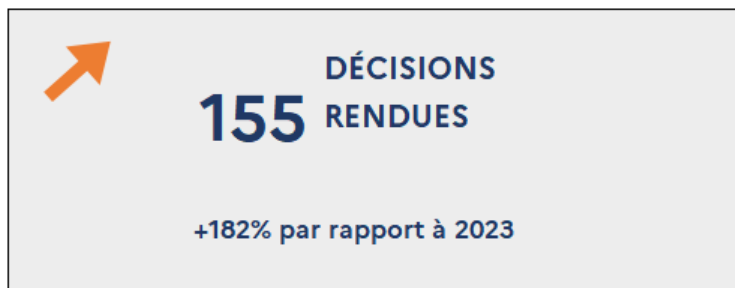 DÉCISIONS
155 RENDUES
+182% par rapport à 2023